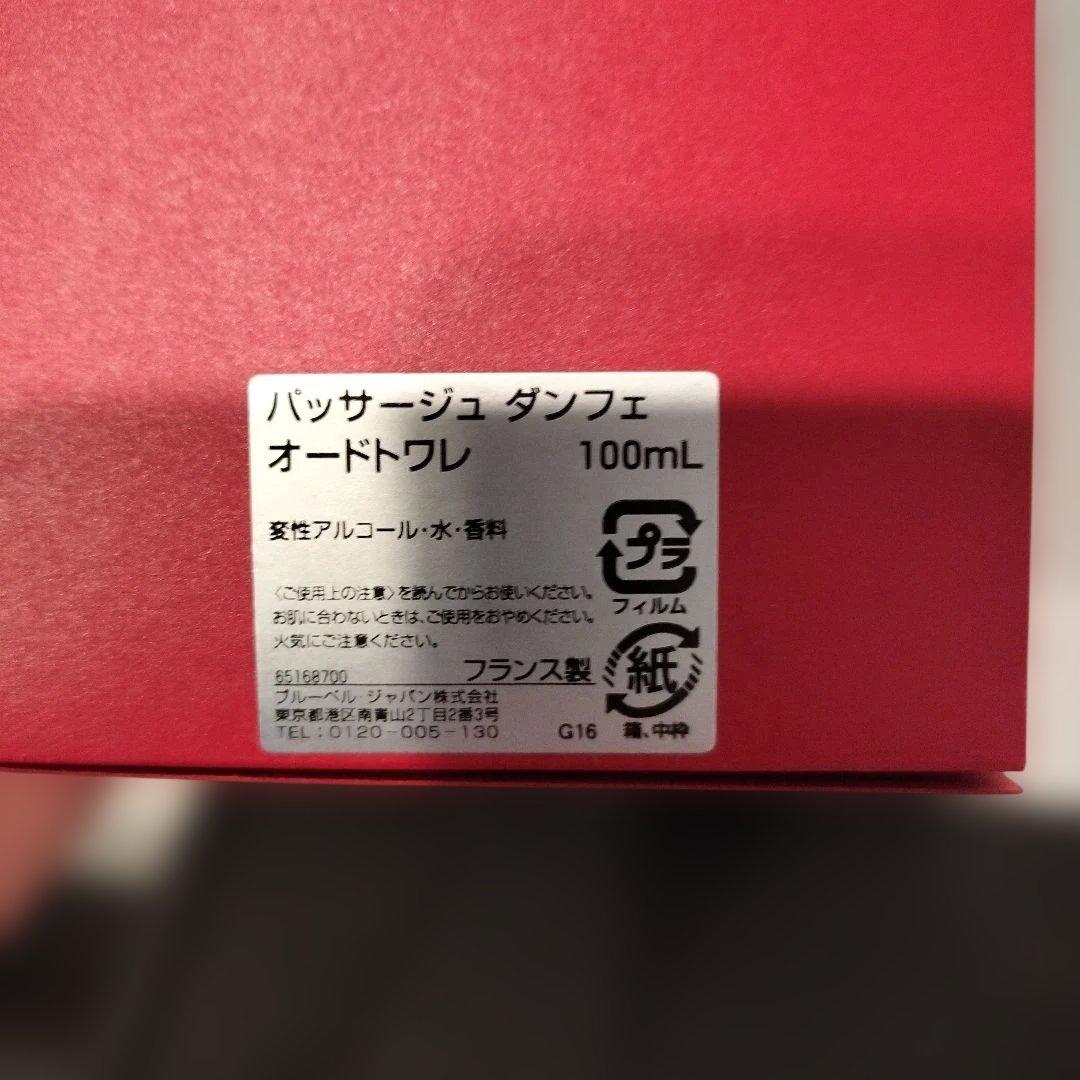 パッサージュ ダンフェ
オードトワレ 100mL
変性アルコール・水・香料
プラ
フィルム
〈ご使用上の注意〉を読んでからお使いください。
お肌に合わないときは、ご使用をおやめください。
火気にご注意ください。
65168700 フランス製
紙
ブルーベル・ジャパン株式会社
東京都港区南青山2丁目2番3号
TEL:0120-005-130 G16 箱、中枠